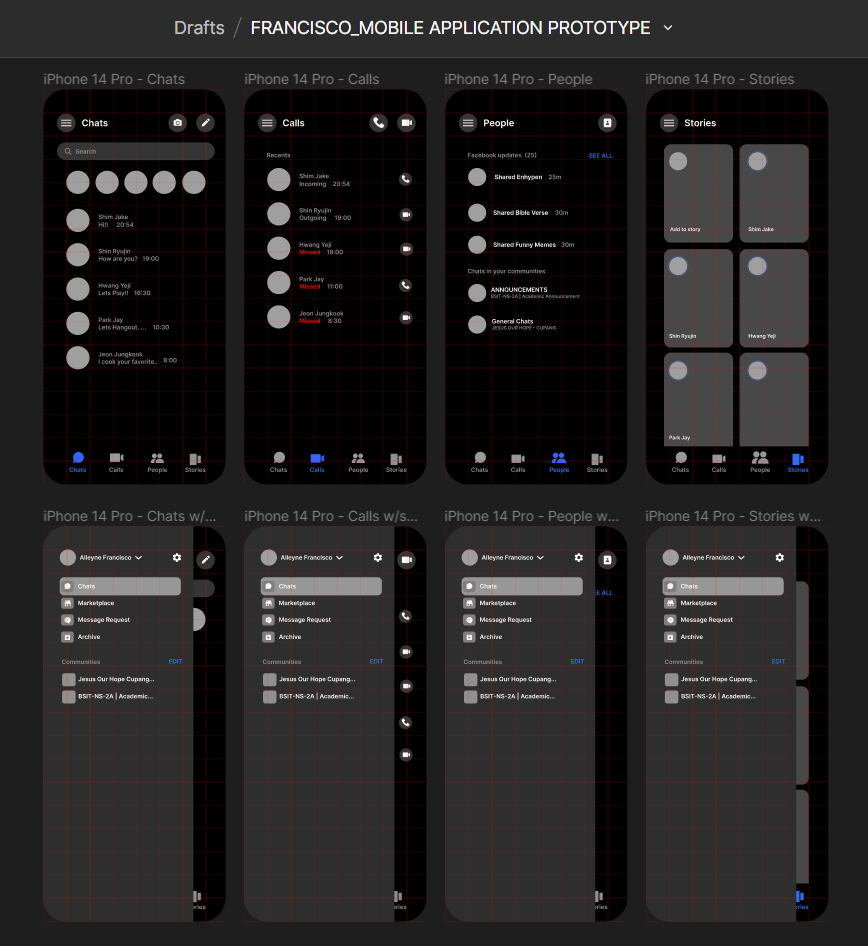 Drafts / FRANCISCO_MOBILE APPLICATION PROTOTYPE
iPhone 14 Pro - Chats
Chats
Search
Shim Jake
Hi!! 20:54
Shin Ryujin
How are you? 19:00
Hwang Yeji
Lets Play!! 16:30
Park Jay
Lets Hangout..... 10:30
Jeon Jungkook
I cook your favorite.. 8:00
Chats Calls People Stories
iPhone 14 Pro - Calls
Calls
Recents
Shim Jake
Incoming 20:54
Shin Ryujin
Outgoing 19:00
Hwang Yeji
Missed 18:00
Park Jay
Missed 11:00
Jeon Jungkook
Missed 8:30
Chats Calls People Stories
iPhone 14 Pro - People
People
Facebook updates (25) SEE ALL
Shared Enhypen 25m
Shared Bible Verse 30m
Shared Funny Memes 30m
Chats in your communities
ANNOUNCEMENTS
BSIT-NS-2A | Academic Announcement
General Chats
JESUS OUR HOPE - CUPANG
Chats Calls People Stories
iPhone 14 Pro - Stories
Stories
Add to story Shim Jake
Shin Ryujin Hwang Yeji
Park Jay
Chats Calls People Stories
iPhone 14 Pro - Chats w/...
Alleyne Francisco
Chats
Marketplace
Message Request
Archive
Communities EDIT
Jesus Our Hope Cupang...
BSIT-NS-2A | Academic...
ories
iPhone 14 Pro - Calls w/s...
Alleyne Francisco
Chats
Marketplace
Message Request
Archive
Communities EDIT
Jesus Our Hope Cupang...
BSIT-NS-2A | Academic...
ories
iPhone 14 Pro - People w...
Alleyne Francisco
EE ALL
Chats
Marketplace
Message Request
Archive
Communities EDIT
Jesus Our Hope Cupang...
BSIT-NS-2A | Academic...
ories
iPhone 14 Pro - Stories w...
Alleyne Francisco
Chats
Marketplace
Message Request
Archive
Communities EDIT
Jesus Our Hope Cupang...
BSIT-NS-2A | Academic...
ories